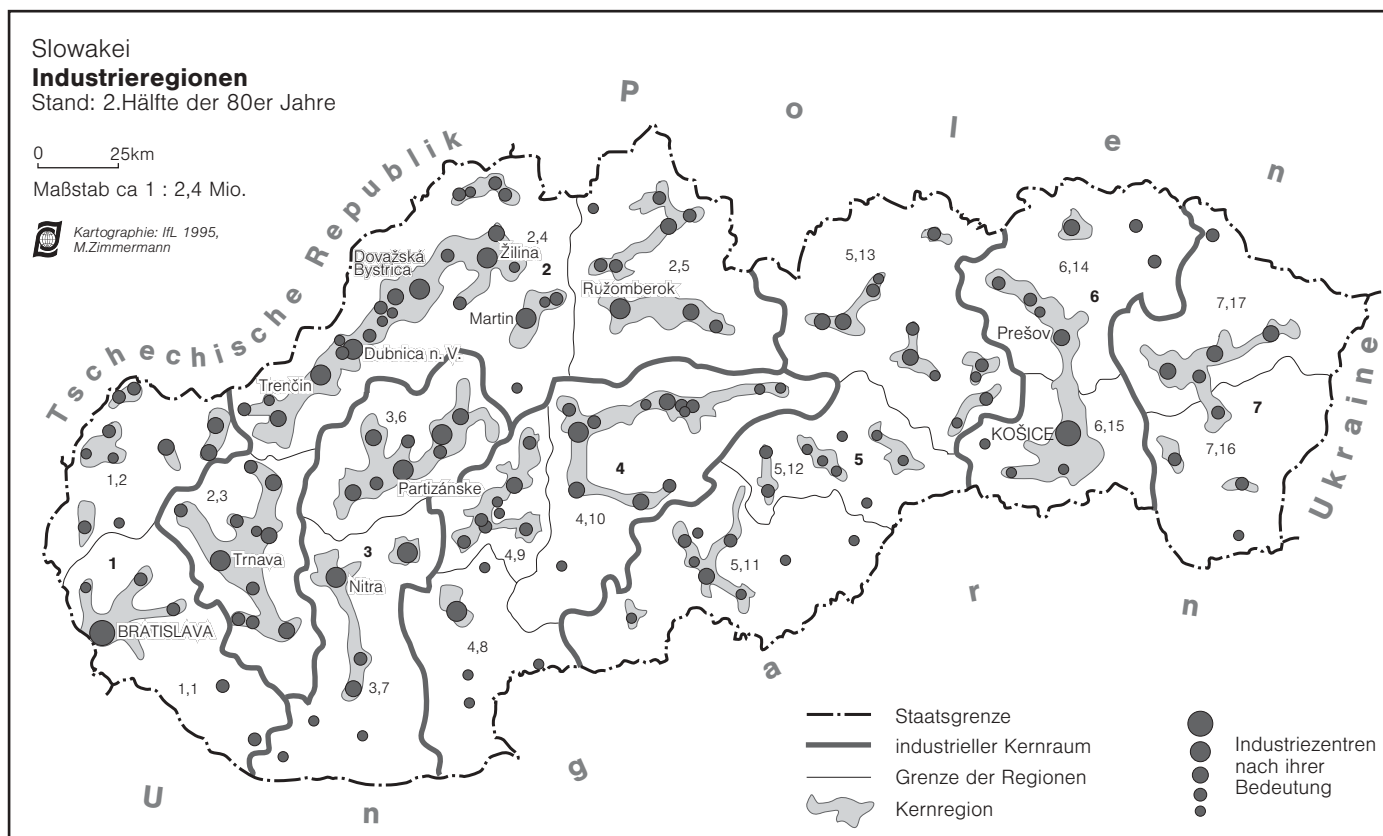 Slowakei
Industrieregionen
Stand: 2.Hälfte der 80er Jahre
0 25km
Maßstab ca 1 : 2,4 Mio.
Kartographie: IfL 1995,
M.Zimmermann
Tschechische Republik
Polen
Ukraine
Ungarn
2,4
Žilina
2
Dovažská
Bystrica
Martin
Dubnica n. V.
Trenčin
2,5
Ružomberok
5,13
6,14
6
Prešov
7,17
KOŠICE
6,15
7
7,16
3,6
Partizánske
4
5
5,12
1,2
2,3
Trnava
1
BRATISLAVA
1,1
3
Nitra
3,7
4,9
4,10
4,8
5,11
Staatsgrenze
industrieller Kernraum
Grenze der Regionen
Kernregion
Industriezentren
nach ihrer
Bedeutung